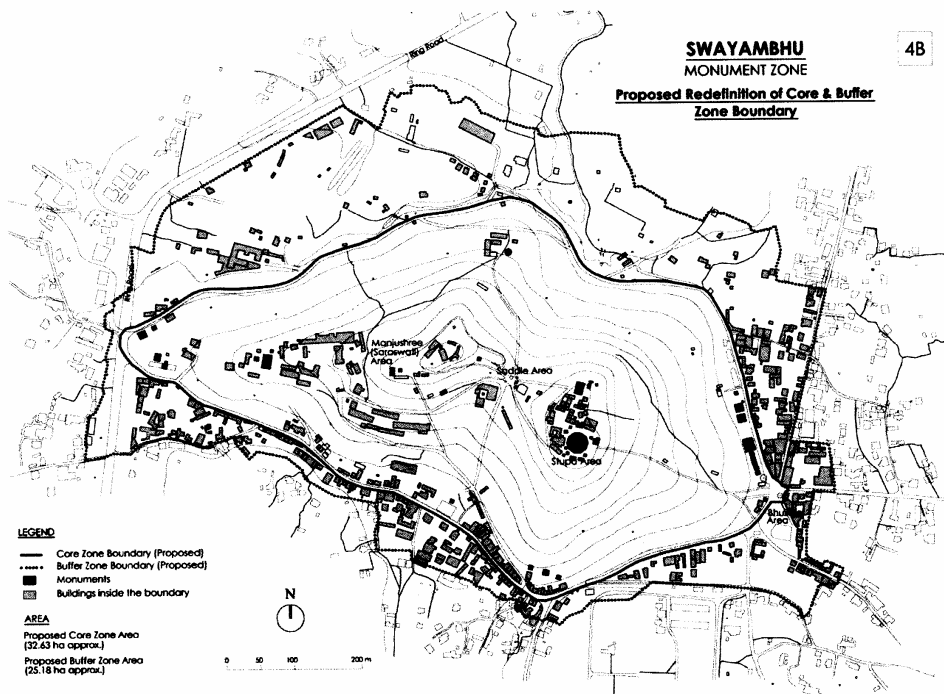 SWAYAMBHU
MONUMENT ZONE
Proposed Redefinition of Core & Buffer
Zone Boundary
4B
Ring Road
Manjushree
(Saraswati)
Area
Saddle Area
Stupa Area
Area
LEGEND
Core Zone Boundary (Proposed)
Buffer Zone Boundary (Proposed)
Monuments
Buildings inside the boundary
AREA
Proposed Core Zone Area
(32.63 ha approx.)
Proposed Buffer Zone Area
(25.18 ha approx.)
N
0 50 100 200 m